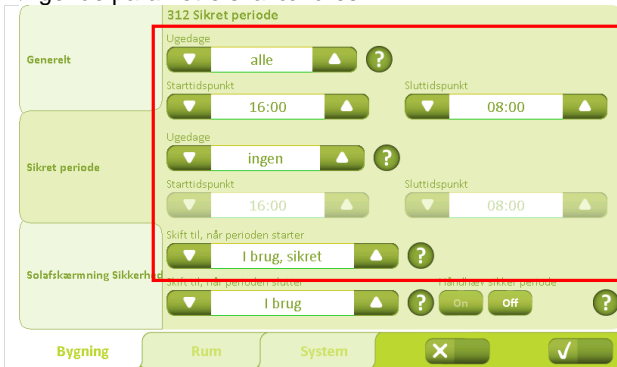 312 Sikret periode
Ugedage
Generelt
alle
?
Starttidspunkt Sluttidspunkt
16:00 08:00
Ugedage
Sikret periode
ingen
?
Starttidspunkt Sluttidspunkt
16:00 08:00
Skift til, når perioden starter
I brug, sikret
?
Solafskærmning Sikkerhed
Skift til, når perioden slutter Håndhæv sikker periode
I brug
? On Off ?
Bygning Rum System